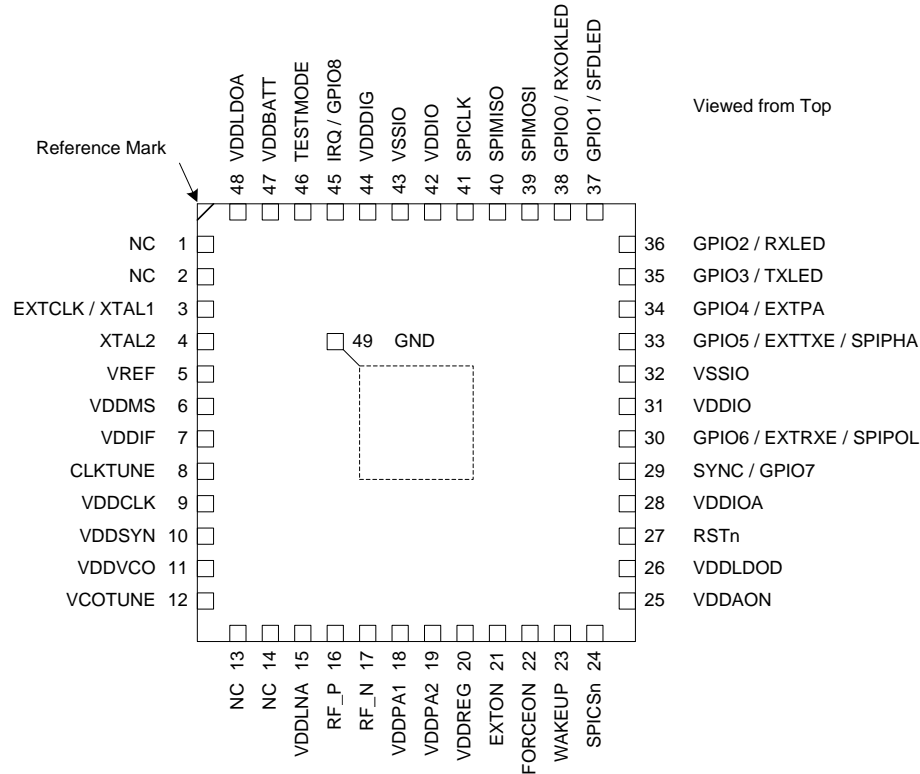 Viewed from Top
Reference Mark
48 VDDLDOA
47 VDDBATT
46 TESTMODE
45 IRQ / GPIO8
44 VDDDIG
43 VSSIO
42 VDDIO
41 SPICLK
40 SPIMISO
39 SPIMOSI
38 GPIO0 / RXOKLED
37 GPIO1 / SFDLED
NC 1
NC 2
EXTCLK / XTAL1 3
XTAL2 4
VREF 5
VDDMS 6
VDDIF 7
CLKTUNE 8
VDDCLK 9
VDDSYN 10
VDDVCO 11
VCOTUNE 12
49 GND
36 GPIO2 / RXLED
35 GPIO3 / TXLED
34 GPIO4 / EXTPA
33 GPIO5 / EXTTXE / SPIPHA
32 VSSIO
31 VDDIO
30 GPIO6 / EXTRXE / SPIPOL
29 SYNC / GPIO7
28 VDDIOA
27 RSTn
26 VDDLDOD
25 VDDAON
NC 13
NC 14
VDDLNA 15
RF_P 16
RF_N 17
VDDPA1 18
VDDPA2 19
VDDREG 20
EXTON 21
FORCEON 22
WAKEUP 23
SPICSn 24